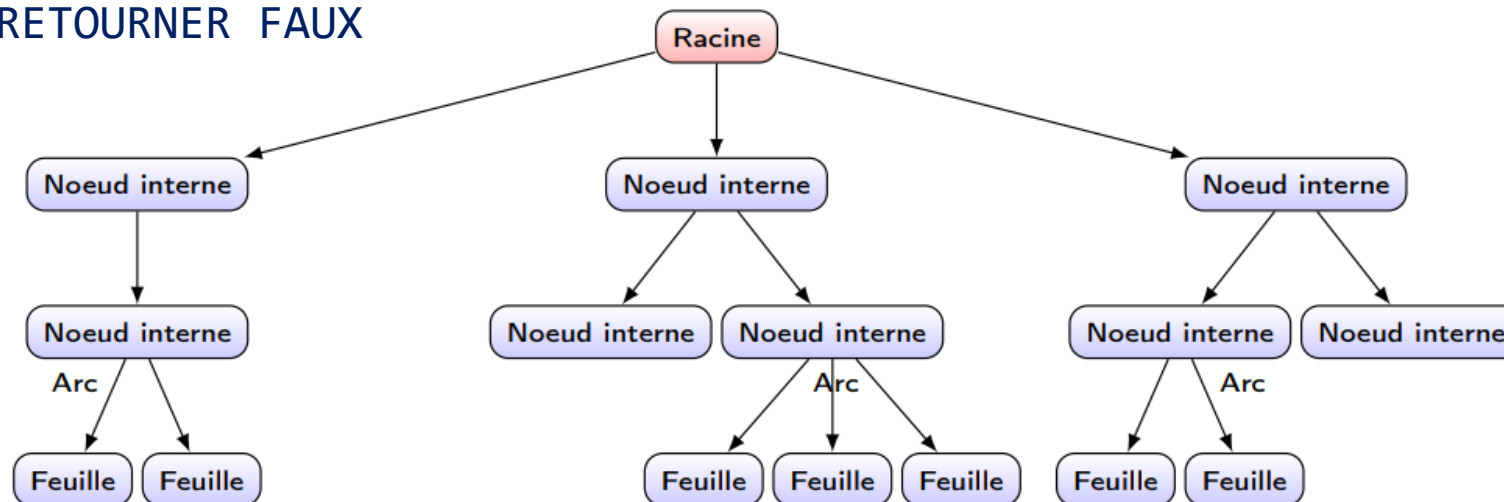 RETOURNER FAUX
Racine
Noeud interne Noeud interne Noeud interne
Noeud interne Noeud interne Noeud interne Noeud interne Noeud interne
Arc Arc Arc
Feuille Feuille Feuille Feuille Feuille Feuille Feuille